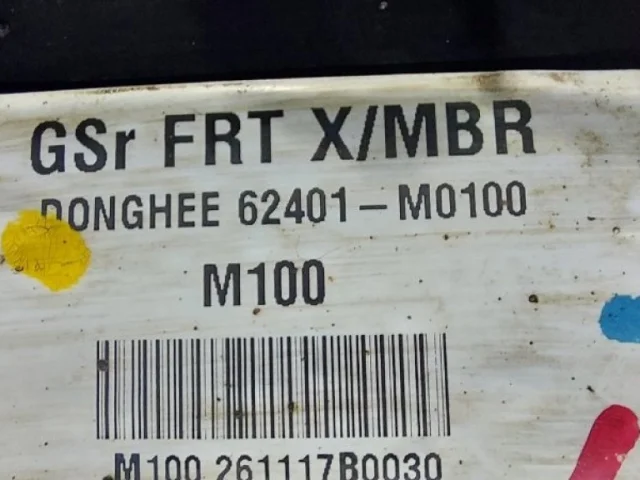 GSr FRT X/MBR
DONGHEE 62401-M0100
M100
M100 261117B0030